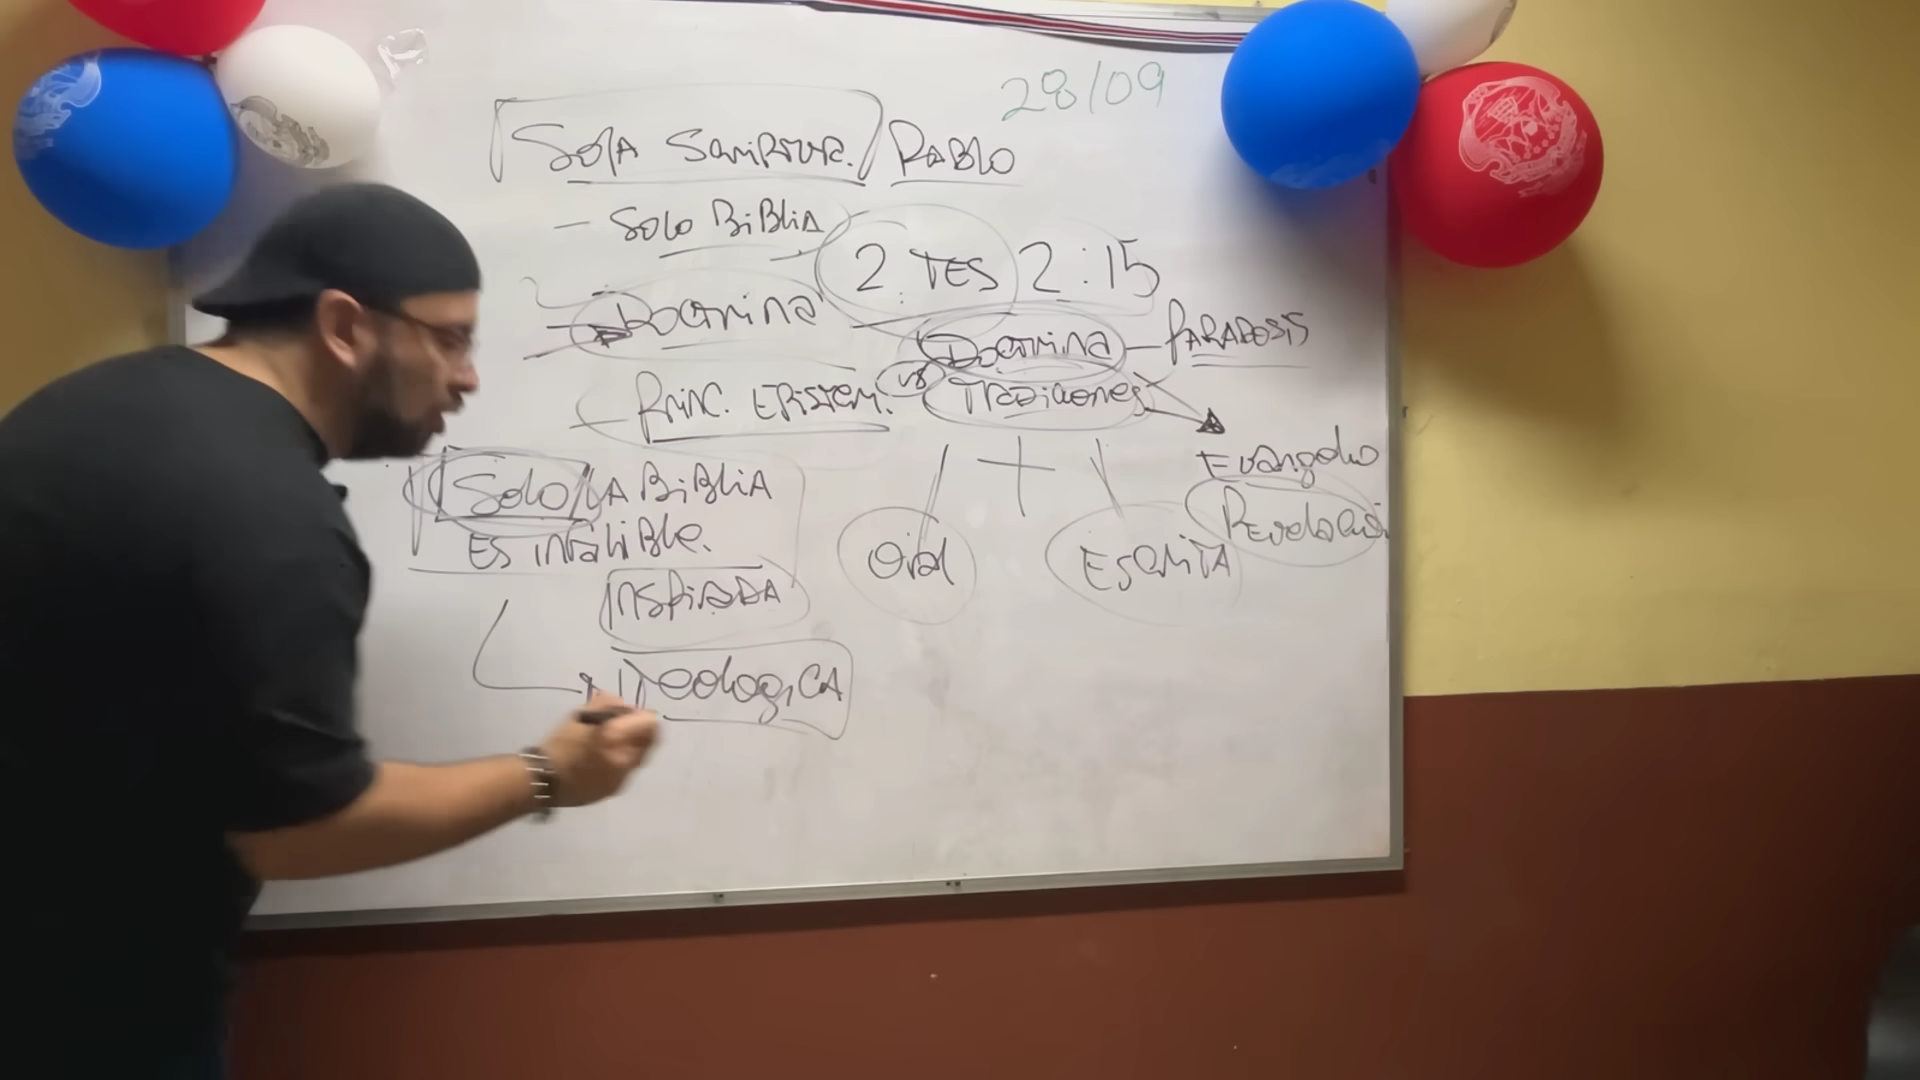 28/09
SOLA SCRIPTUR. / PABLO
- SOLO BIBLIA
2. TES 2:15
DOCTRINA
DOCTRINA - PARADOSIS
PRINC. EPISTEM. VS TRADICIONES
EVANGELIO
SOLO LA BIBLIA
REVELACIÓN
ES INFALIBLE.
ORAL + ESCRITA
INSPIRADA
TEOLOGICA